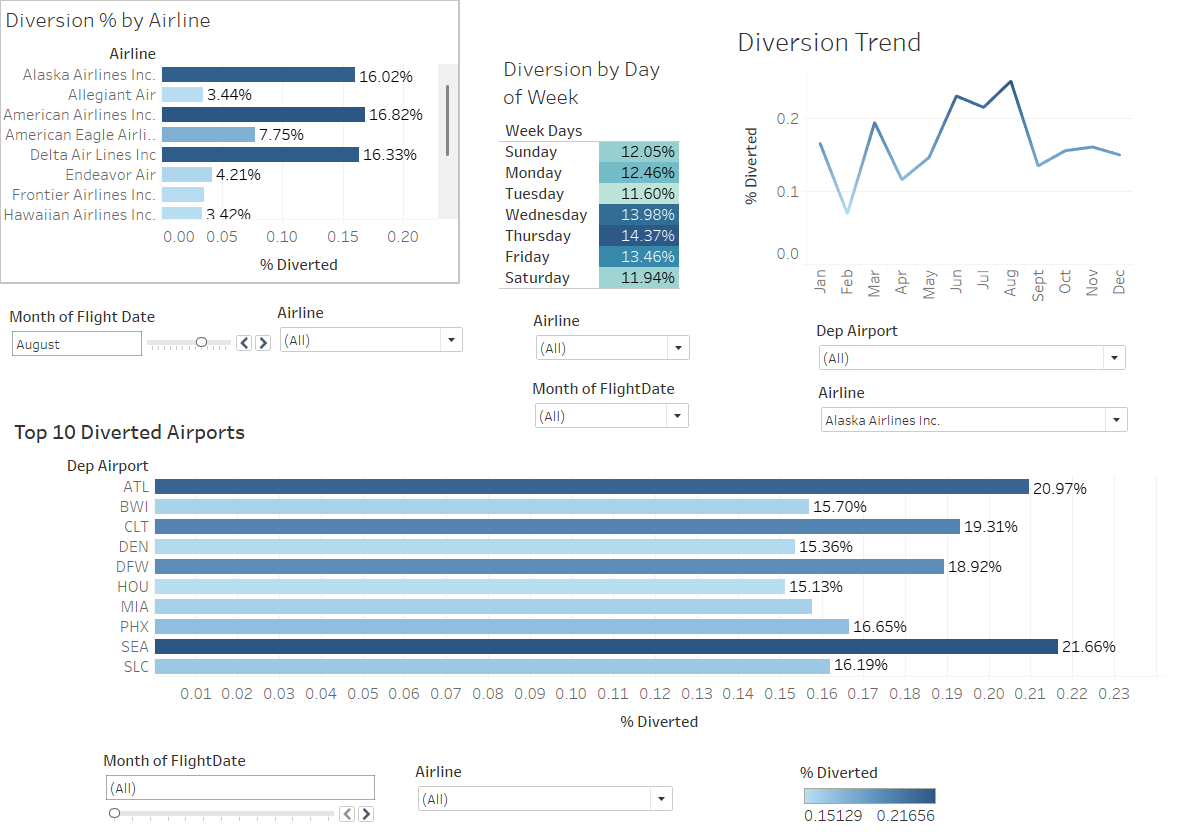 Diversion % by Airline
Airline
Alaska Airlines Inc. 16.02%
Allegiant Air 3.44%
American Airlines Inc. 16.82%
American Eagle Airli.. 7.75%
Delta Air Lines Inc 16.33%
Endeavor Air 4.21%
Frontier Airlines Inc.
Hawaiian Airlines Inc. 3.42%
0.00 0.05 0.10 0.15 0.20
% Diverted
Month of Flight Date
August
Airline
(All)
Diversion by Day
of Week
Week Days
Sunday 12.05%
Monday 12.46%
Tuesday 11.60%
Wednesday 13.98%
Thursday 14.37%
Friday 13.46%
Saturday 11.94%
Airline
(All)
Month of FlightDate
(All)
Diversion Trend
% Diverted
0.2
0.1
0.0
Jan Feb Mar Apr May Jun Jul Aug Sept Oct Nov Dec
Dep Airport
(All)
Airline
Alaska Airlines Inc.
Top 10 Diverted Airports
Dep Airport
ATL 20.97%
BWI 15.70%
CLT 19.31%
DEN 15.36%
DFW 18.92%
HOU 15.13%
MIA
PHX 16.65%
SEA 21.66%
SLC 16.19%
0.01 0.02 0.03 0.04 0.05 0.06 0.07 0.08 0.09 0.10 0.11 0.12 0.13 0.14 0.15 0.16 0.17 0.18 0.19 0.20 0.21 0.22 0.23
% Diverted
Month of FlightDate
(All)
Airline
(All)
% Diverted
0.15129 0.21656